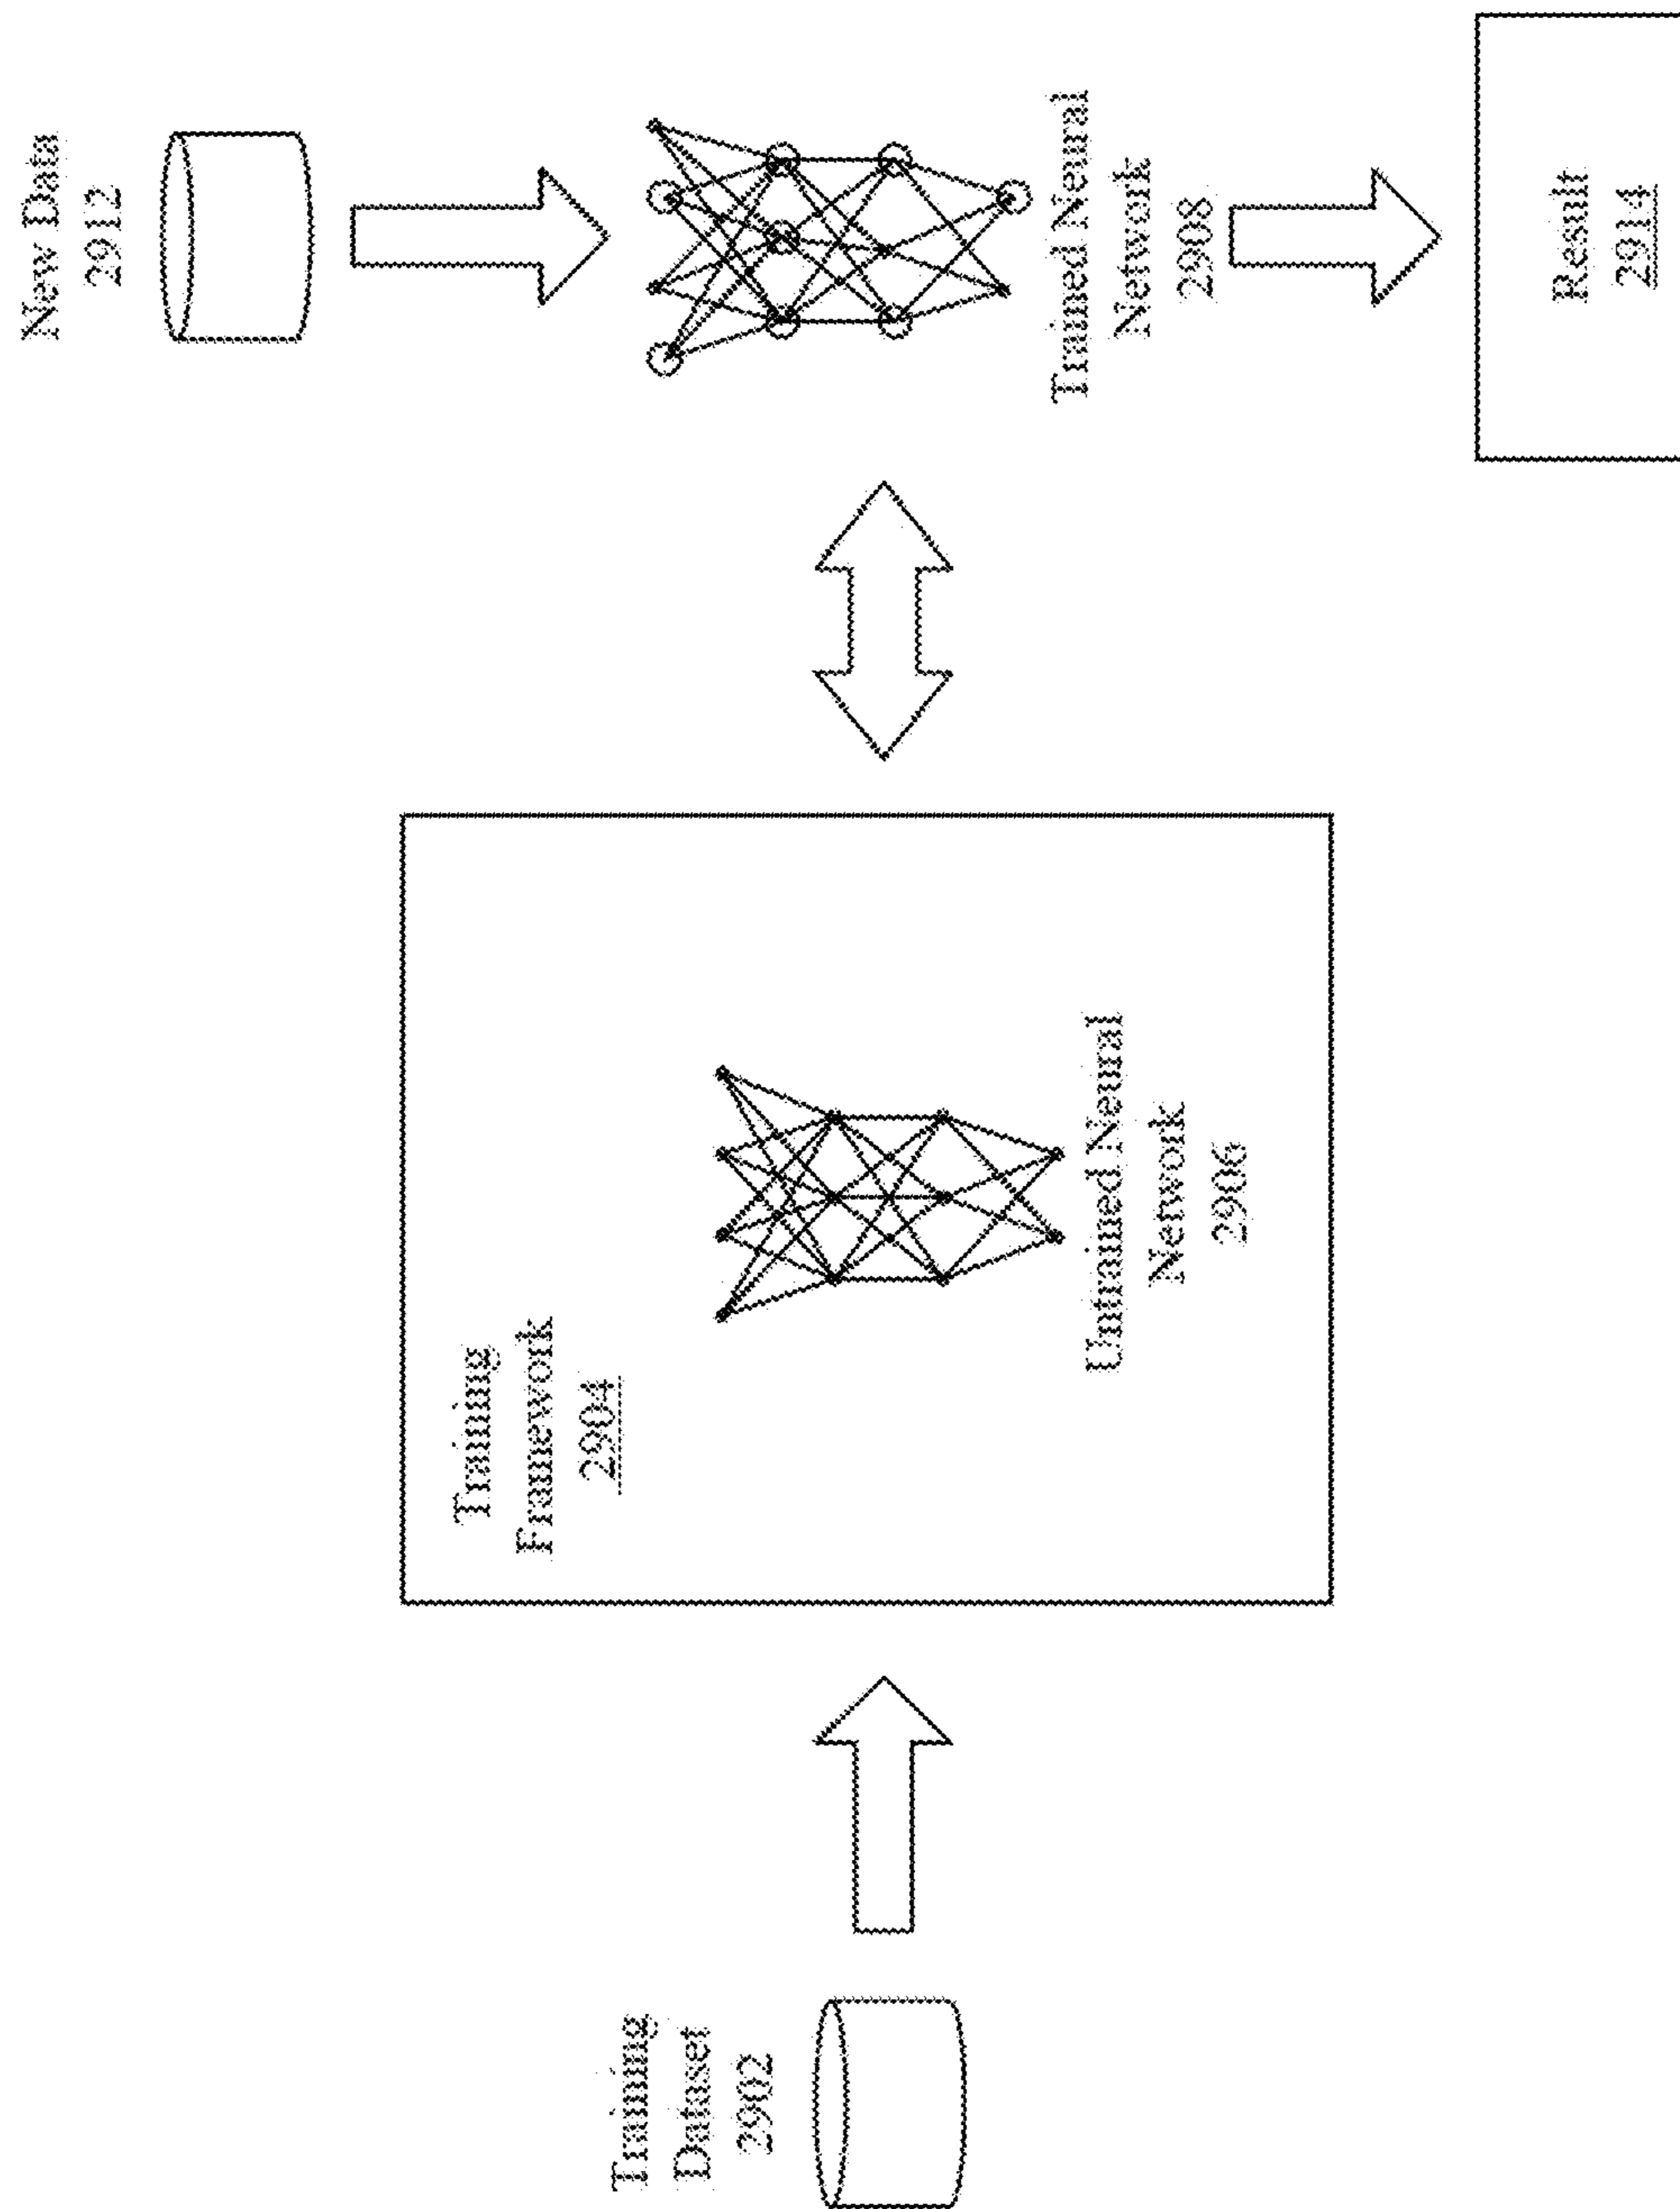 Training
Dataset
2902
Training
Framework
2904
Untrained Neural
Network
2906
New Data
2912
Trained Neural
Network
2908
Result
2914